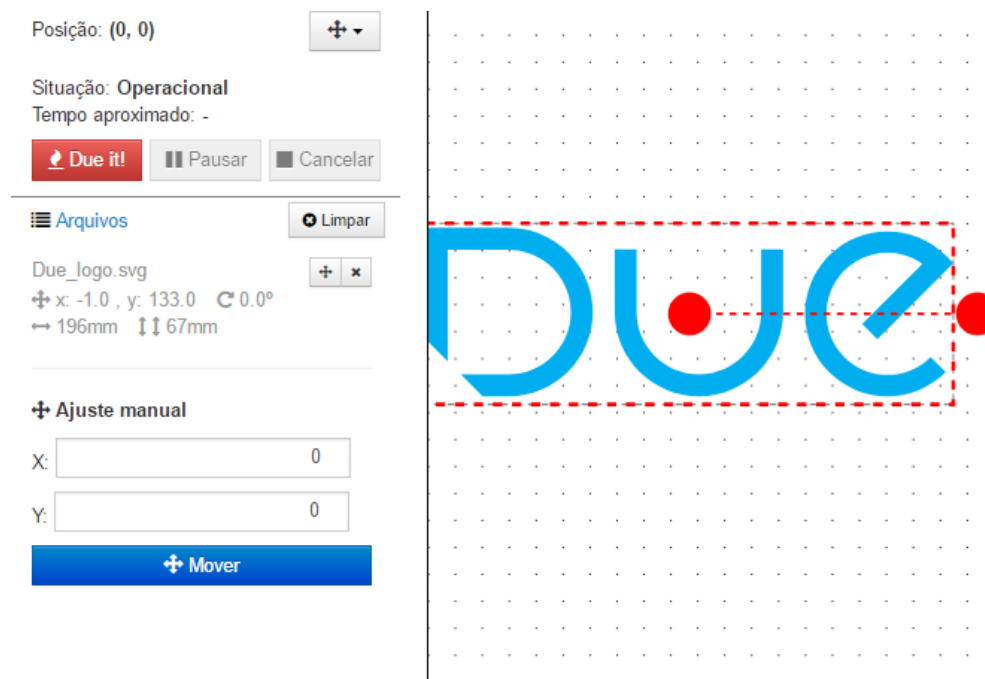 Posição: (0, 0)
Situação: Operacional
Tempo aproximado: -
Due it! Pausar Cancelar
Arquivos Limpar
Due_logo.svg
x: -1.0 , y: 133.0 0.0º
196mm 67mm
Ajuste manual
X: 0
Y: 0
Mover
Due